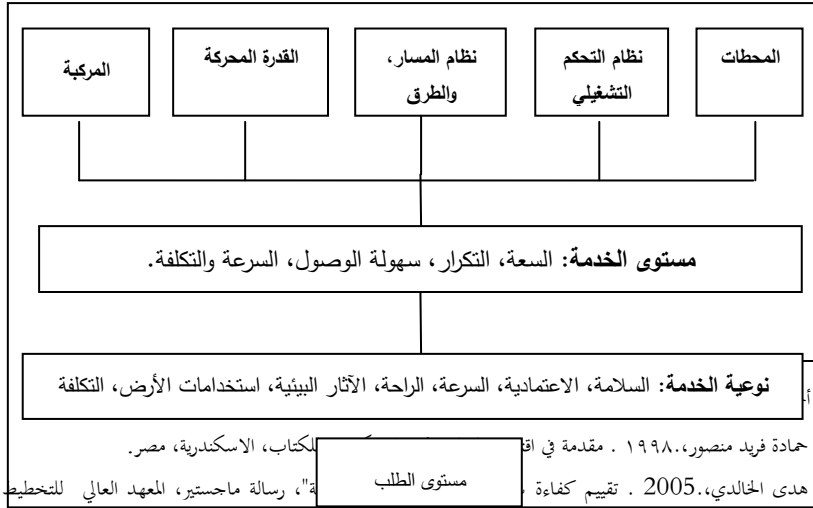 المحطات
نظام التحكم
التشغيلي
نظام المسار،
والطرق
القدرة المحركة
المركبة
مستوى الخدمة: السعة، التكرار، سهولة الوصول، السرعة والتكلفة.
نوعية الخدمة: السلامة، الاعتمادية، السرعة، الراحة، الآثار البيئية، استخدامات الأرض، التكلفة
حمادة فريد منصور،.١٩٩٨ . مقدمة في للكتاب، الاسكندرية، مصر.
مستوى الطلب
هدى الخالدي،.2005 . تقييم كفاءة ة"، رسالة ماجستير، المعهد العالي للتخطيط